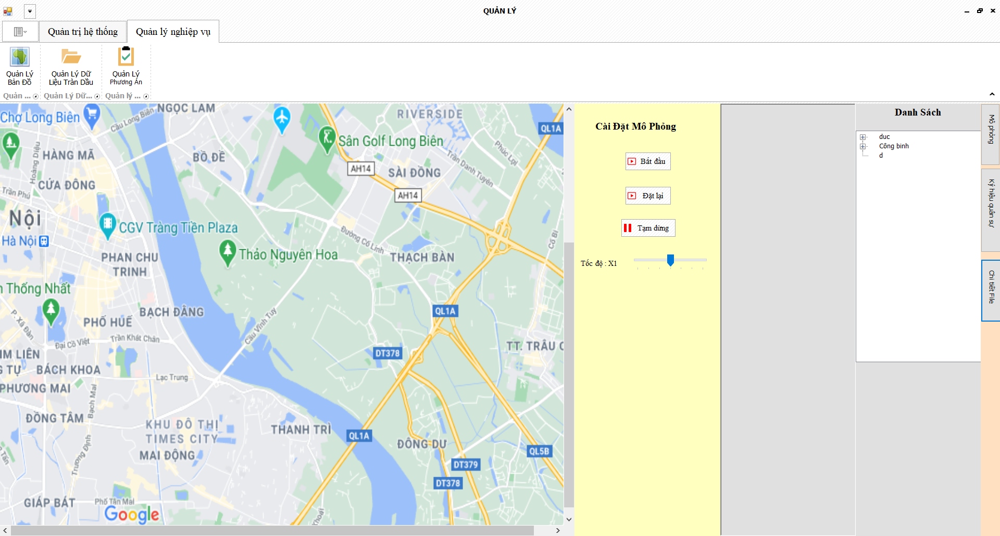 QUẢN LÝ
Quản trị hệ thống
Quản lý nghiệp vụ
Quản Lý
Bản Đồ
Quản Lý Dữ
Liệu Tràn Dầu
Quản Lý
Phương Án
Quản ...
Quản Lý Dữ...
Quản lý ...
Chợ Long Biên
Cầu Long Biên
NGỌC LÂM
RIVERSIDE
QL1A
Sân Golf Long Biên
Phúc Lợi
HÀNG MÃ
Hoàng Diệu
BỒ ĐỀ
Trần Danh Tuyên
AH14
SÀI ĐỒNG
CỬA ĐÔNG
Trần Phú
AH14
Nội
CGV Tràng Tiền Plaza
Hà Nội
Đường Cổ Linh
Cổ Bi
Thảo Nguyên Hoa
THẠCH BÀN
PHAN CHU
TRINH
Thống Nhất
P. Xã Đàn
BẠCH ĐẰNG
QL1A
PHỐ HUẾ
Cầu Vĩnh Tuy
Đại Cồ Việt
Trần Khát Chân
TT. TRÂU
IM LIÊN
DT378
G TỰ
BÁCH KHOA
Lạc Trung
PHƯƠNG MAI
Bạch Mai
ĐỒNG TÂM
KHU ĐÔ THỊ
TIMES CITY
THANH TRÌ
QL1A
MAI ĐỘNG
Trương Định
ĐÔNG DƯ
QL5B
DT379
DT378
GIÁP BÁT
Phố Tân Mai
Google
Cài Đặt Mô Phỏng
Bắt đầu
Đặt lại
Tạm dừng
Tốc độ : X1
Danh Sách
duc
Công binh
d
Mô phỏng
Ký hiệu quân sự
Chi tiết File